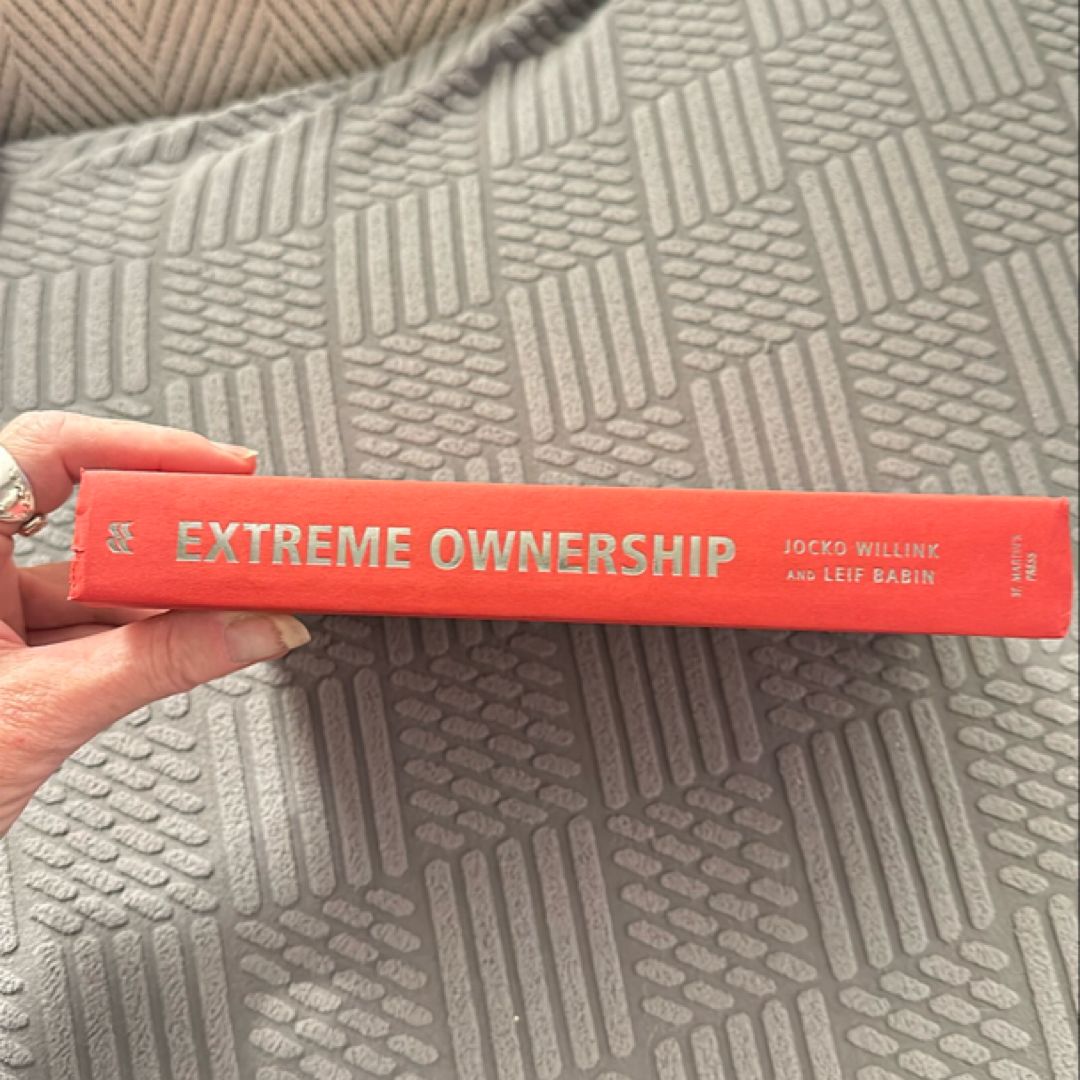 EXTREME OWNERSHIP
JOCKO WILLINK
AND LEIF BABIN
ST. MARTIN'S
PRESS